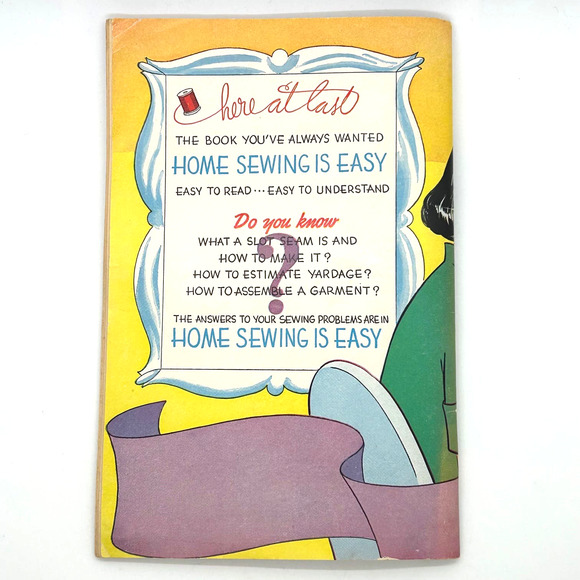 here at last
THE BOOK YOU'VE ALWAYS WANTED
HOME SEWING IS EASY
EASY TO READ... EASY TO UNDERSTAND
Do you know
WHAT A SLOT SEAM IS AND
HOW TO MAKE IT?
HOW TO ESTIMATE YARDAGE?
HOW TO ASSEMBLE A GARMENT?
?
THE ANSWERS TO YOUR SEWING PROBLEMS ARE IN
HOME SEWING IS EASY